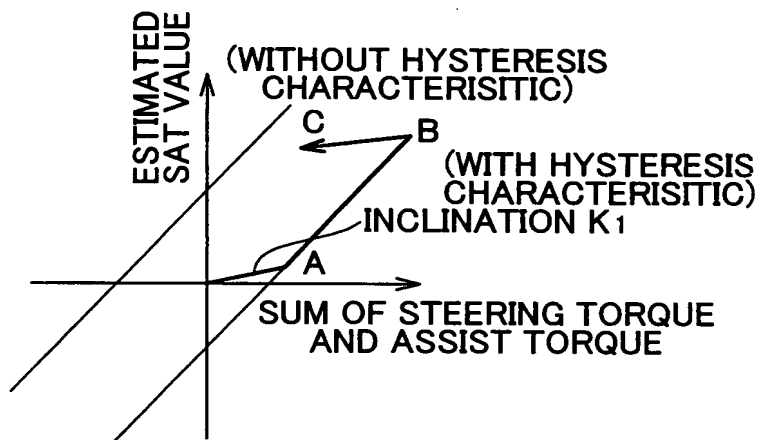 ESTIMATED
SAT VALUE
(WITHOUT HYSTERESIS
CHARACTERISITIC)
C
B
(WITH HYSTERESIS
CHARACTERISITIC)
INCLINATION K1
A
SUM OF STEERING TORQUE
AND ASSIST TORQUE